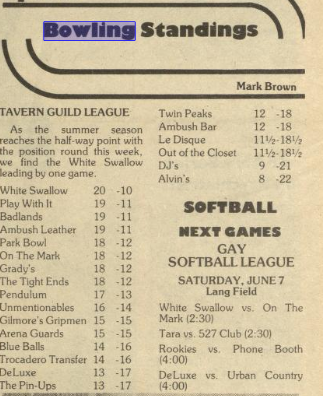 Bowling Standings
Mark Brown
TAVERN GUILD LEAGUE
As the summer season
reaches the half-way point with
the position round this week,
we find the White Swallow
leading by one game.
White Swallow 20 -10
Play With It 19 -11
Badlands 19 -11
Ambush Leather 19 -11
Park Bowl 18 -12
On The Mark 18 -12
Grady's 18 -12
The Tight Ends 18 -12
Pendulum 17 -13
Unmentionables 16 -14
Gilmore's Gripmen 15 -15
Arena Guards 15 -15
Blue Balls 14 -16
Trocadero Transfer 14 -16
DeLuxe 13 -17
The Pin-Ups 13 -17
Twin Peaks 12 -18
Ambush Bar 12 -18
Le Disque 11½-18½
Out of the Closet 11½-18½
DJ's 9 -21
Alvin's 8 -22
SOFTBALL
NEXT GAMES
GAY
SOFTBALL LEAGUE
SATURDAY, JUNE 7
Lang Field
White Swallow vs. On The
Mark (2:30)
Tara vs. 527 Club (2:30)
Rookies vs. Phone Booth
(4:00)
DeLuxe vs. Urban Country
(4:00)